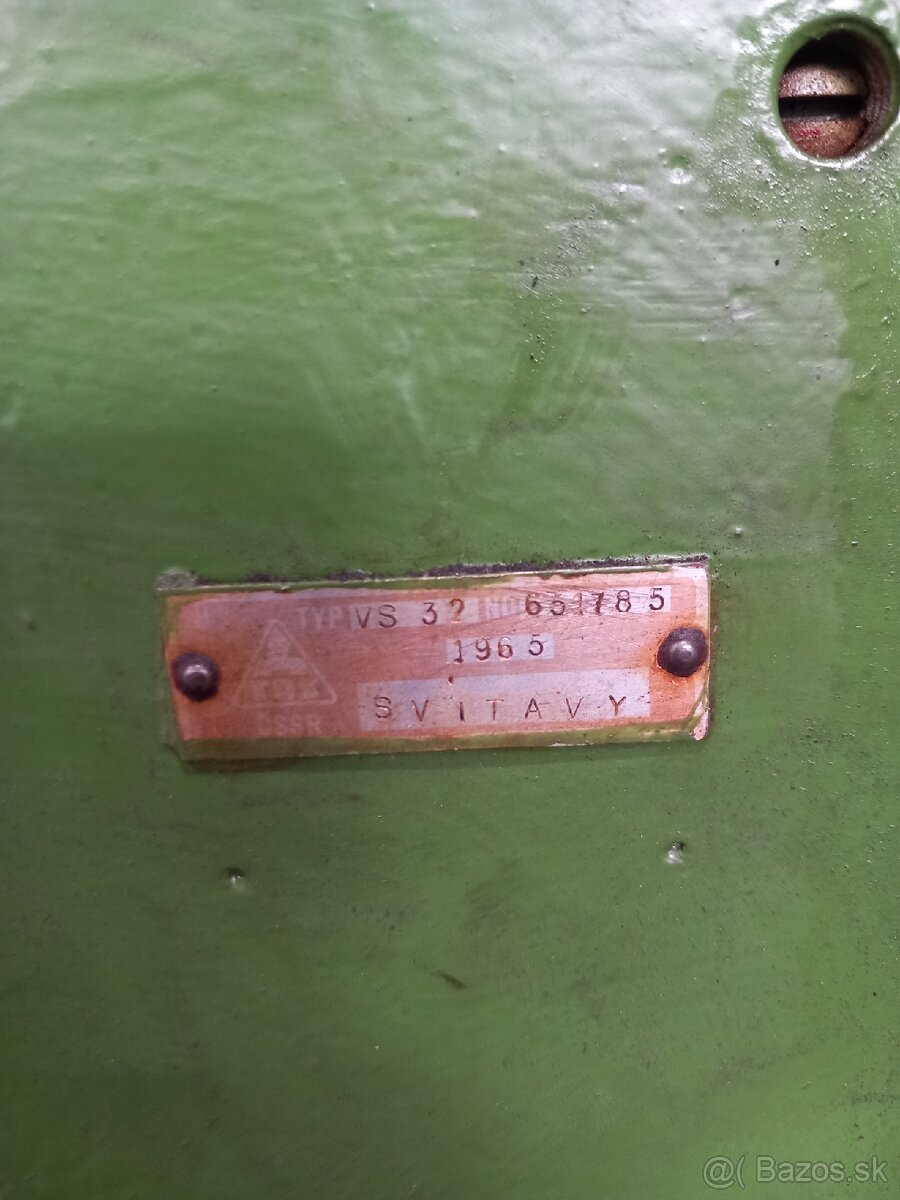 TYP VS 32 NO 651785
1965
TOS
ČSSR
SVITAVY
@( Bazos.sk